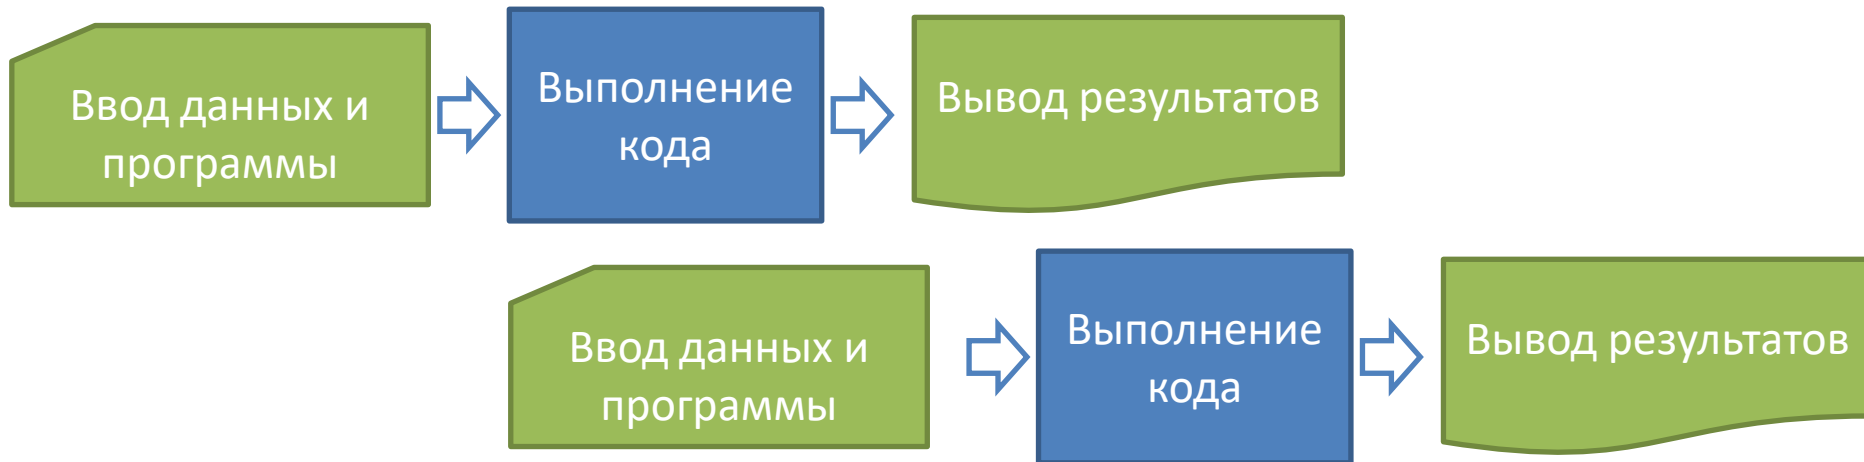 Ввод данных и
программы
Выполнение
кода
Вывод результатов
Ввод данных и
программы
Выполнение
кода
Вывод результатов